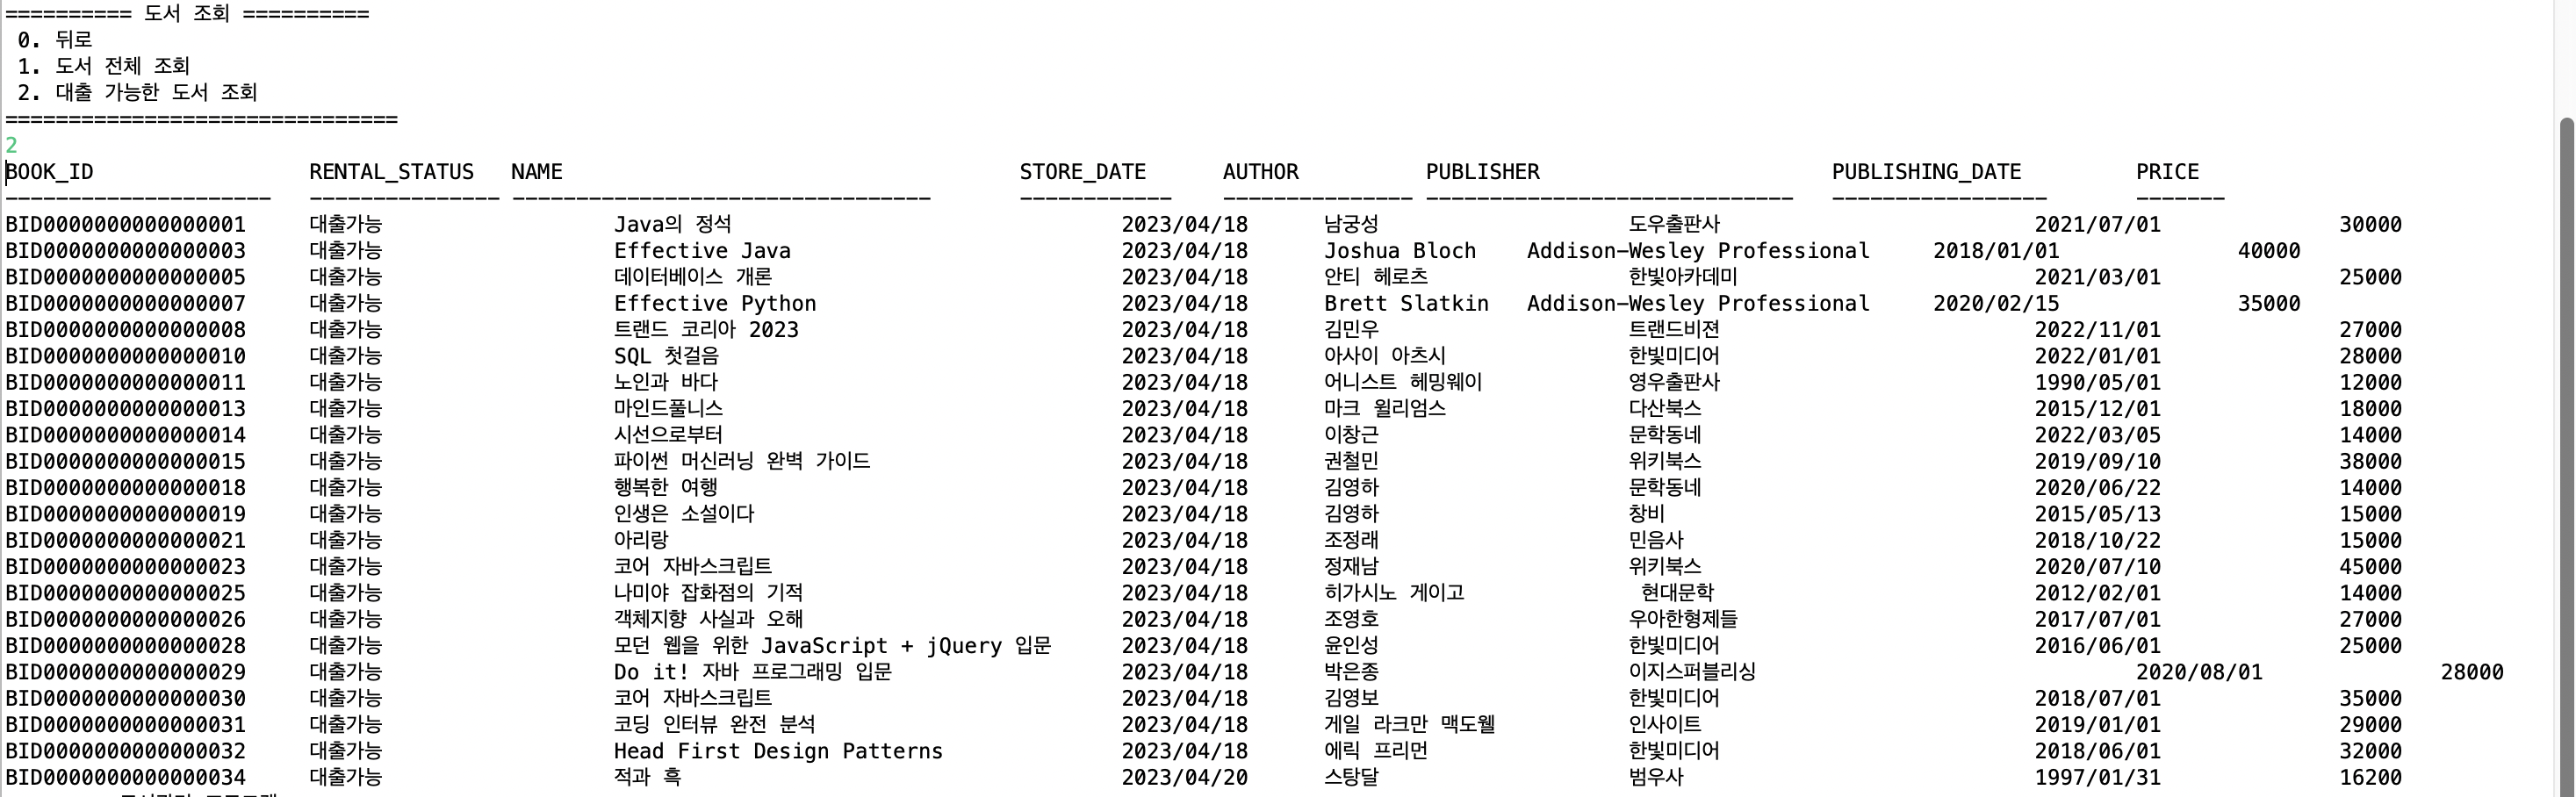 ========== 도서 조회 ==========
0. 뒤로
1. 도서 전체 조회
2. 대출 가능한 도서 조회
===============================
2
BOOK_ID RENTAL_STATUS NAME STORE_DATE AUTHOR PUBLISHER PUBLISHING_DATE PRICE
--------------------- --------------- --------------------------------- ------------ --------------- ----------------------------- ----------------- -------
BID0000000000000001 대출가능 Java의 정석 2023/04/18 남궁성 도우출판사 2021/07/01 30000
BID0000000000000003 대출가능 Effective Java 2023/04/18 Joshua Bloch Addison-Wesley Professional 2018/01/01 40000
BID0000000000000005 대출가능 데이터베이스 개론 2023/04/18 안티 헤로츠 한빛아카데미 2021/03/01 25000
BID0000000000000007 대출가능 Effective Python 2023/04/18 Brett Slatkin Addison-Wesley Professional 2020/02/15 35000
BID0000000000000008 대출가능 트랜드 코리아 2023 2023/04/18 김민우 트랜드비젼 2022/11/01 27000
BID0000000000000010 대출가능 SQL 첫걸음 2023/04/18 아사이 아츠시 한빛미디어 2022/01/01 28000
BID0000000000000011 대출가능 노인과 바다 2023/04/18 어니스트 헤밍웨이 영우출판사 1990/05/01 12000
BID0000000000000013 대출가능 마인드풀니스 2023/04/18 마크 윌리엄스 다산북스 2015/12/01 18000
BID0000000000000014 대출가능 시선으로부터 2023/04/18 이창근 문학동네 2022/03/05 14000
BID0000000000000015 대출가능 파이썬 머신러닝 완벽 가이드 2023/04/18 권철민 위키북스 2019/09/10 38000
BID0000000000000018 대출가능 행복한 여행 2023/04/18 김영하 문학동네 2020/06/22 14000
BID0000000000000019 대출가능 인생은 소설이다 2023/04/18 김영하 창비 2015/05/13 15000
BID0000000000000021 대출가능 아리랑 2023/04/18 조정래 민음사 2018/10/22 15000
BID0000000000000023 대출가능 코어 자바스크립트 2023/04/18 정재남 위키북스 2020/07/10 45000
BID0000000000000025 대출가능 나미야 잡화점의 기적 2023/04/18 히가시노 게이고 현대문학 2012/02/01 14000
BID0000000000000026 대출가능 객체지향 사실과 오해 2023/04/18 조영호 우아한형제들 2017/07/01 27000
BID0000000000000028 대출가능 모던 웹을 위한 JavaScript + jQuery 입문 2023/04/18 윤인성 한빛미디어 2016/06/01 25000
BID0000000000000029 대출가능 Do it! 자바 프로그래밍 입문 2023/04/18 박은종 이지스퍼블리싱 2020/08/01 28000
BID0000000000000030 대출가능 코어 자바스크립트 2023/04/18 김영보 한빛미디어 2018/07/01 35000
BID0000000000000031 대출가능 코딩 인터뷰 완전 분석 2023/04/18 게일 라크만 맥도웰 인사이트 2019/01/01 29000
BID0000000000000032 대출가능 Head First Design Patterns 2023/04/18 에릭 프리먼 한빛미디어 2018/06/01 32000
BID0000000000000034 대출가능 적과 흑 2023/04/20 스탕달 범우사 1997/01/31 16200